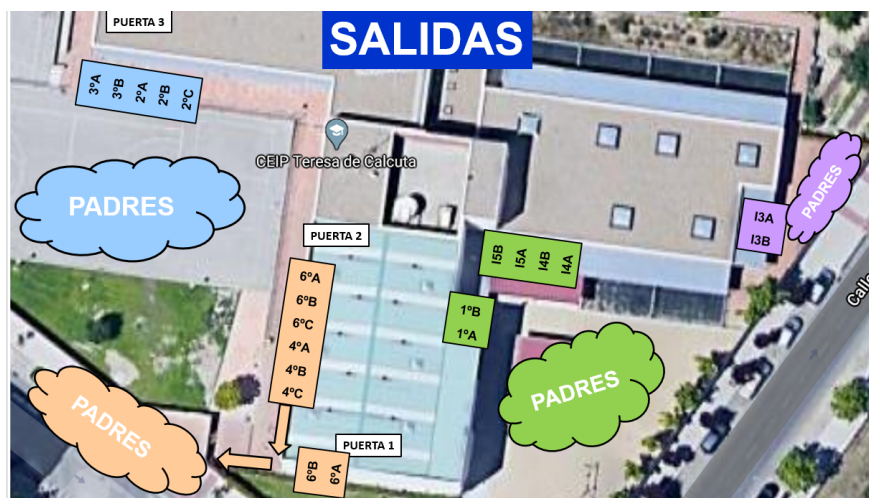 PUERTA 3
SALIDAS
3ºA
3ºB
2ºA
2ºB
2ºC
CEIP Teresa de Calcuta
PADRES
PADRES
I3A
I3B
PUERTA 2
I5B
I5A
I4B
I4A
6ºA
6ºB
6ºC
4ºA
4ºB
4ºC
1ºB
1ºA
Calle
PADRES
PADRES
PUERTA 1
6ºB
6ºA